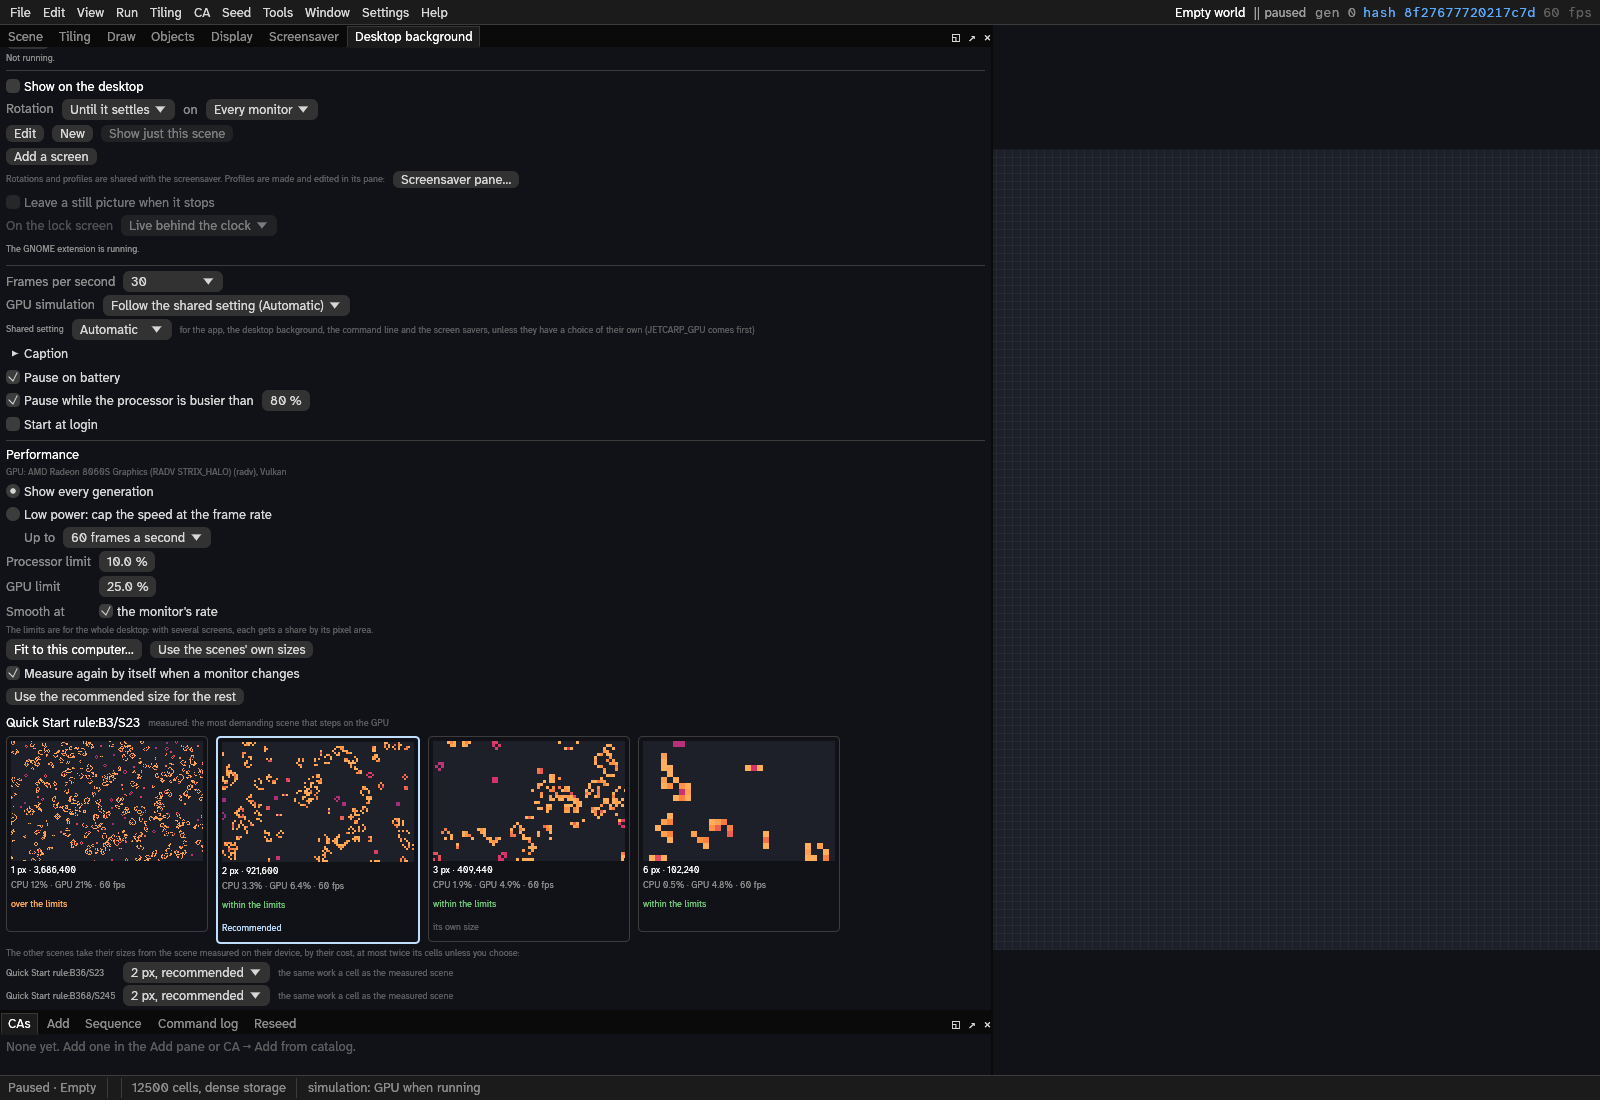 File Edit View Run Tiling CA Seed Tools Window Settings Help
Empty world || paused gen 0 hash 8f27677720217c7d 60 fps
Scene Tiling Draw Objects Display Screensaver Desktop background
Not running.
Show on the desktop
Rotation Until it settles on Every monitor
Edit New Show just this scene
Add a screen
Rotations and profiles are shared with the screensaver. Profiles are made and edited in its pane: Screensaver pane...
Leave a still picture when it stops
On the lock screen Live behind the clock
The GNOME extension is running.
Frames per second 30
GPU simulation Follow the shared setting (Automatic)
Shared setting Automatic for the app, the desktop background, the command line and the screen savers, unless they have a choice of their own (JETCARP_GPU comes first)
Caption
Pause on battery
Pause while the processor is busier than 80 %
Start at login
Performance
GPU: AMD Radeon 8060S Graphics (RADV STRIX_HALO) (radv), Vulkan
Show every generation
Low power: cap the speed at the frame rate
Up to 60 frames a second
Processor limit 10.0 %
GPU limit 25.0 %
Smooth at the monitor's rate
The limits are for the whole desktop: with several screens, each gets a share by its pixel area.
Fit to this computer... Use the scenes' own sizes
Measure again by itself when a monitor changes
Use the recommended size for the rest
Quick Start rule:B3/S23 measured: the most demanding scene that steps on the GPU
1 px · 3,686,400
CPU 12% · GPU 21% · 60 fps
over the limits
2 px · 921,600
CPU 3.3% · GPU 6.4% · 60 fps
within the limits
Recommended
3 px · 409,440
CPU 1.9% · GPU 4.9% · 60 fps
within the limits
its own size
6 px · 102,240
CPU 0.5% · GPU 4.8% · 60 fps
within the limits
The other scenes take their sizes from the scene measured on their device, by their cost, at most twice its cells unless you choose:
Quick Start rule:B36/S23 2 px, recommended the same work a cell as the measured scene
Quick Start rule:B368/S245 2 px, recommended the same work a cell as the measured scene
CAs Add Sequence Command log Reseed
None yet. Add one in the Add pane or CA → Add from catalog.
Paused · Empty 12500 cells, dense storage simulation: GPU when running